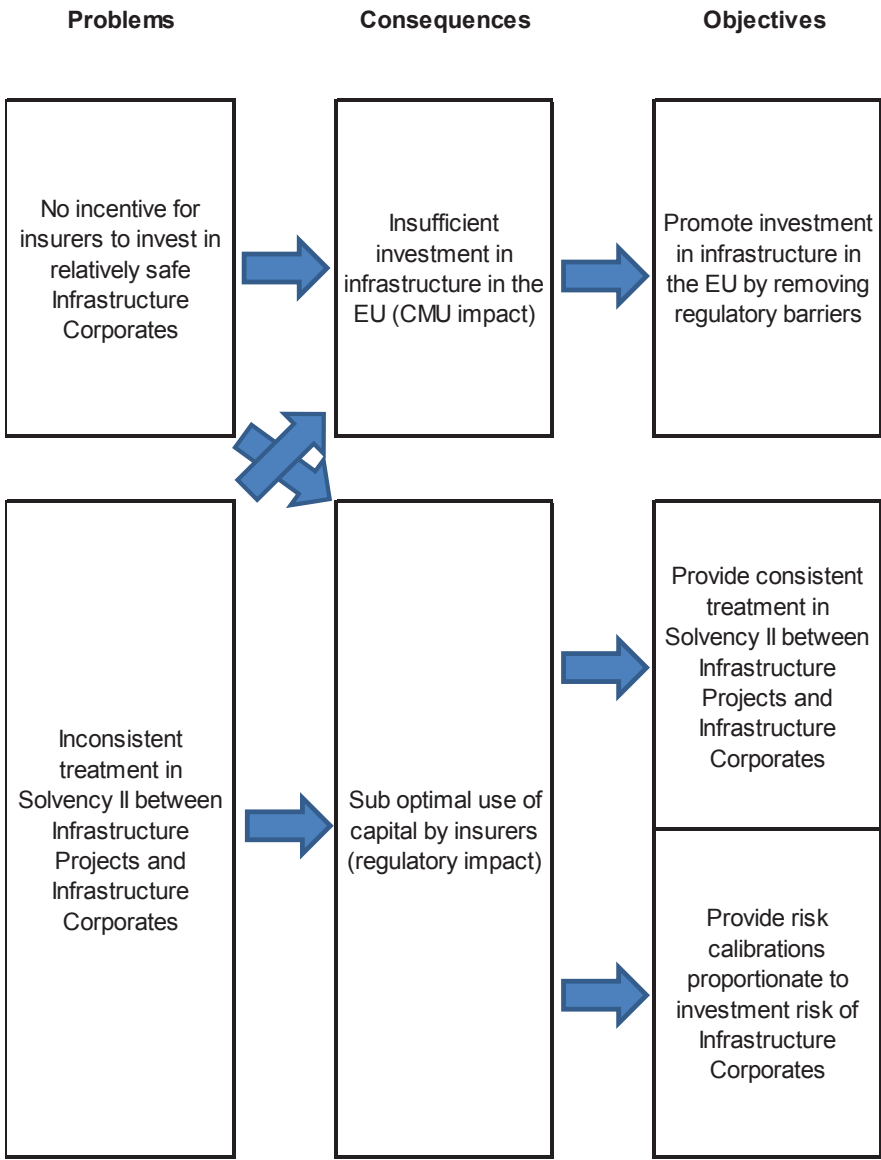 Problems
Consequences
Objectives
No incentive for
insurers to invest in
relatively safe
Infrastructure
Corporates
Insufficient
investment in
infrastructure in the
EU (CMU impact)
Promote investment
in infrastructure in
the EU by removing
regulatory barriers
Inconsistent
treatment in
Solvency II between
Infrastructure
Projects and
Infrastructure
Corporates
Sub optimal use of
capital by insurers
(regulatory impact)
Provide consistent
treatment in
Solvency II between
Infrastructure
Projects and
Infrastructure
Corporates
Provide risk
calibrations
proportionate to
investment risk of
Infrastructure
Corporates